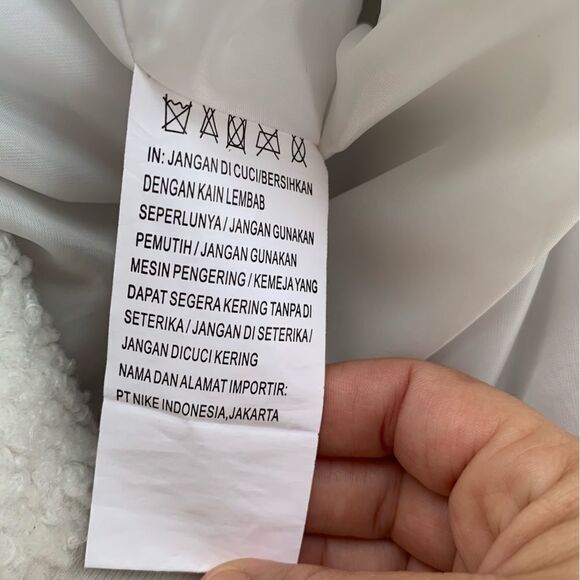 IN: JANGAN DI CUCI/BERSIHKAN
DENGAN KAIN LEMBAB
SEPERLUNYA / JANGAN GUNAKAN
PEMUTIH / JANGAN GUNAKAN
MESIN PENGERING / KEMEJA YANG
DAPAT SEGERA KERING TANPA DI
SETERIKA / JANGAN DI SETERIKA /
JANGAN DICUCI KERING
NAMA DAN ALAMAT IMPORTIR:
PT NIKE INDONESIA,JAKARTA